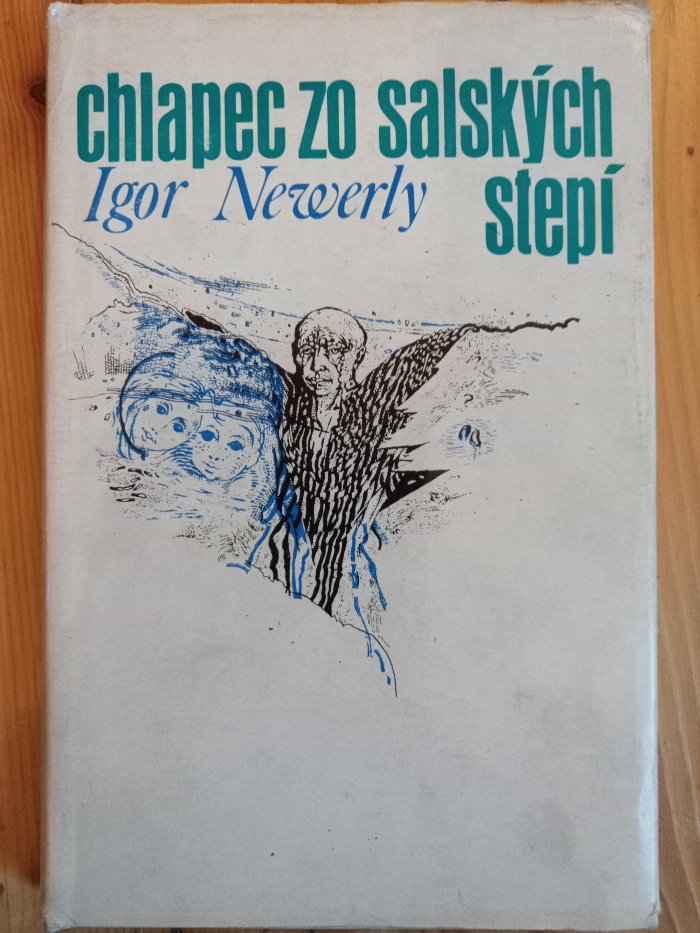 chlapec zo salských
stepí
Igor Newerly